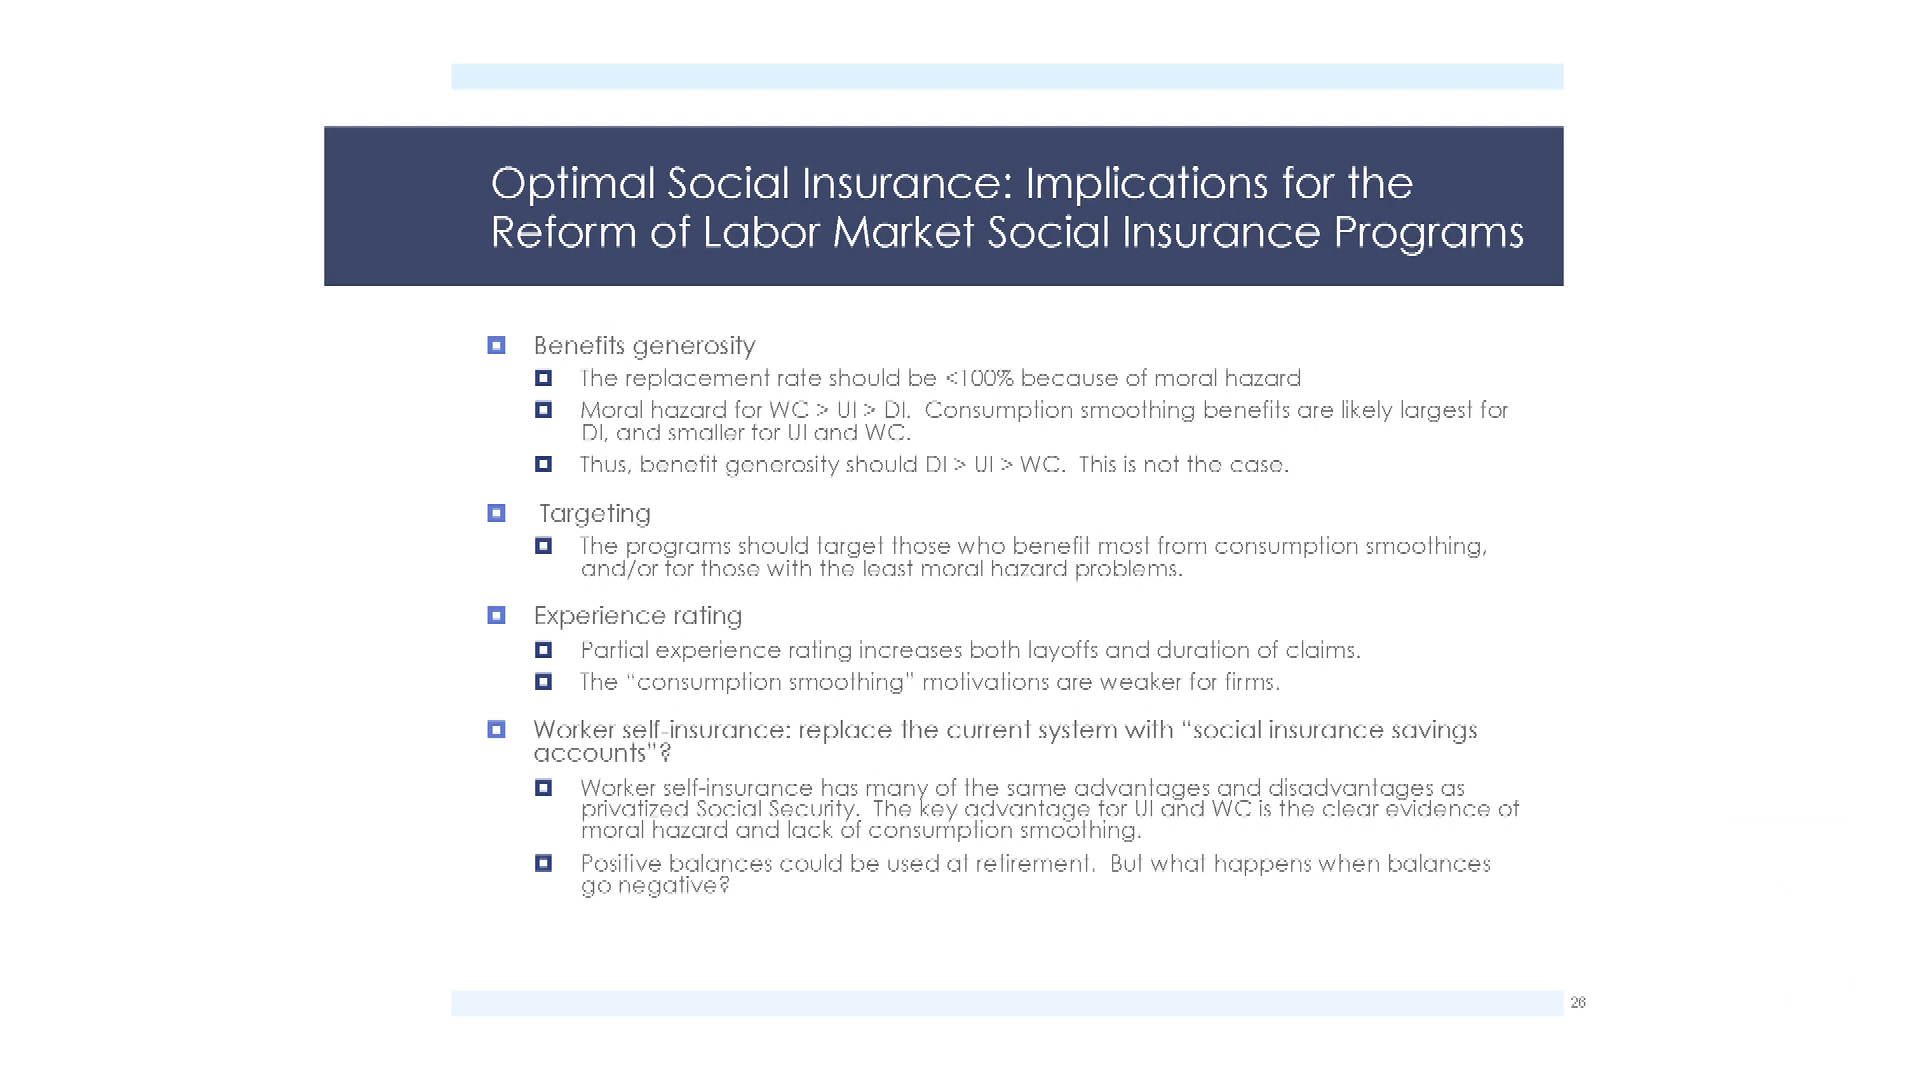 Optimal Social Insurance: Implications for the
Reform of Labor Market Social Insurance Programs
Benefits generosity
The replacement rate should be <100% because of moral hazard
Moral hazard for WC > UI > DI. Consumption smoothing benefits are likely largest for
DI, and smaller for UI and WC.
Thus, benefit generosity should DI > UI > WC. This is not the case.
Targeting
The programs should target those who benefit most from consumption smoothing,
and/or for those with the least moral hazard problems.
Experience rating
Partial experience rating increases both layoffs and duration of claims.
The “consumption smoothing” motivations are weaker for firms.
Worker self-insurance: replace the current system with “social insurance savings
accounts”?
Worker self-insurance has many of the same advantages and disadvantages as
privatized Social Security. The key advantage for UI and WC is the clear evidence of
moral hazard and lack of consumption smoothing.
Positive balances could be used at retirement. But what happens when balances
go negative?
26